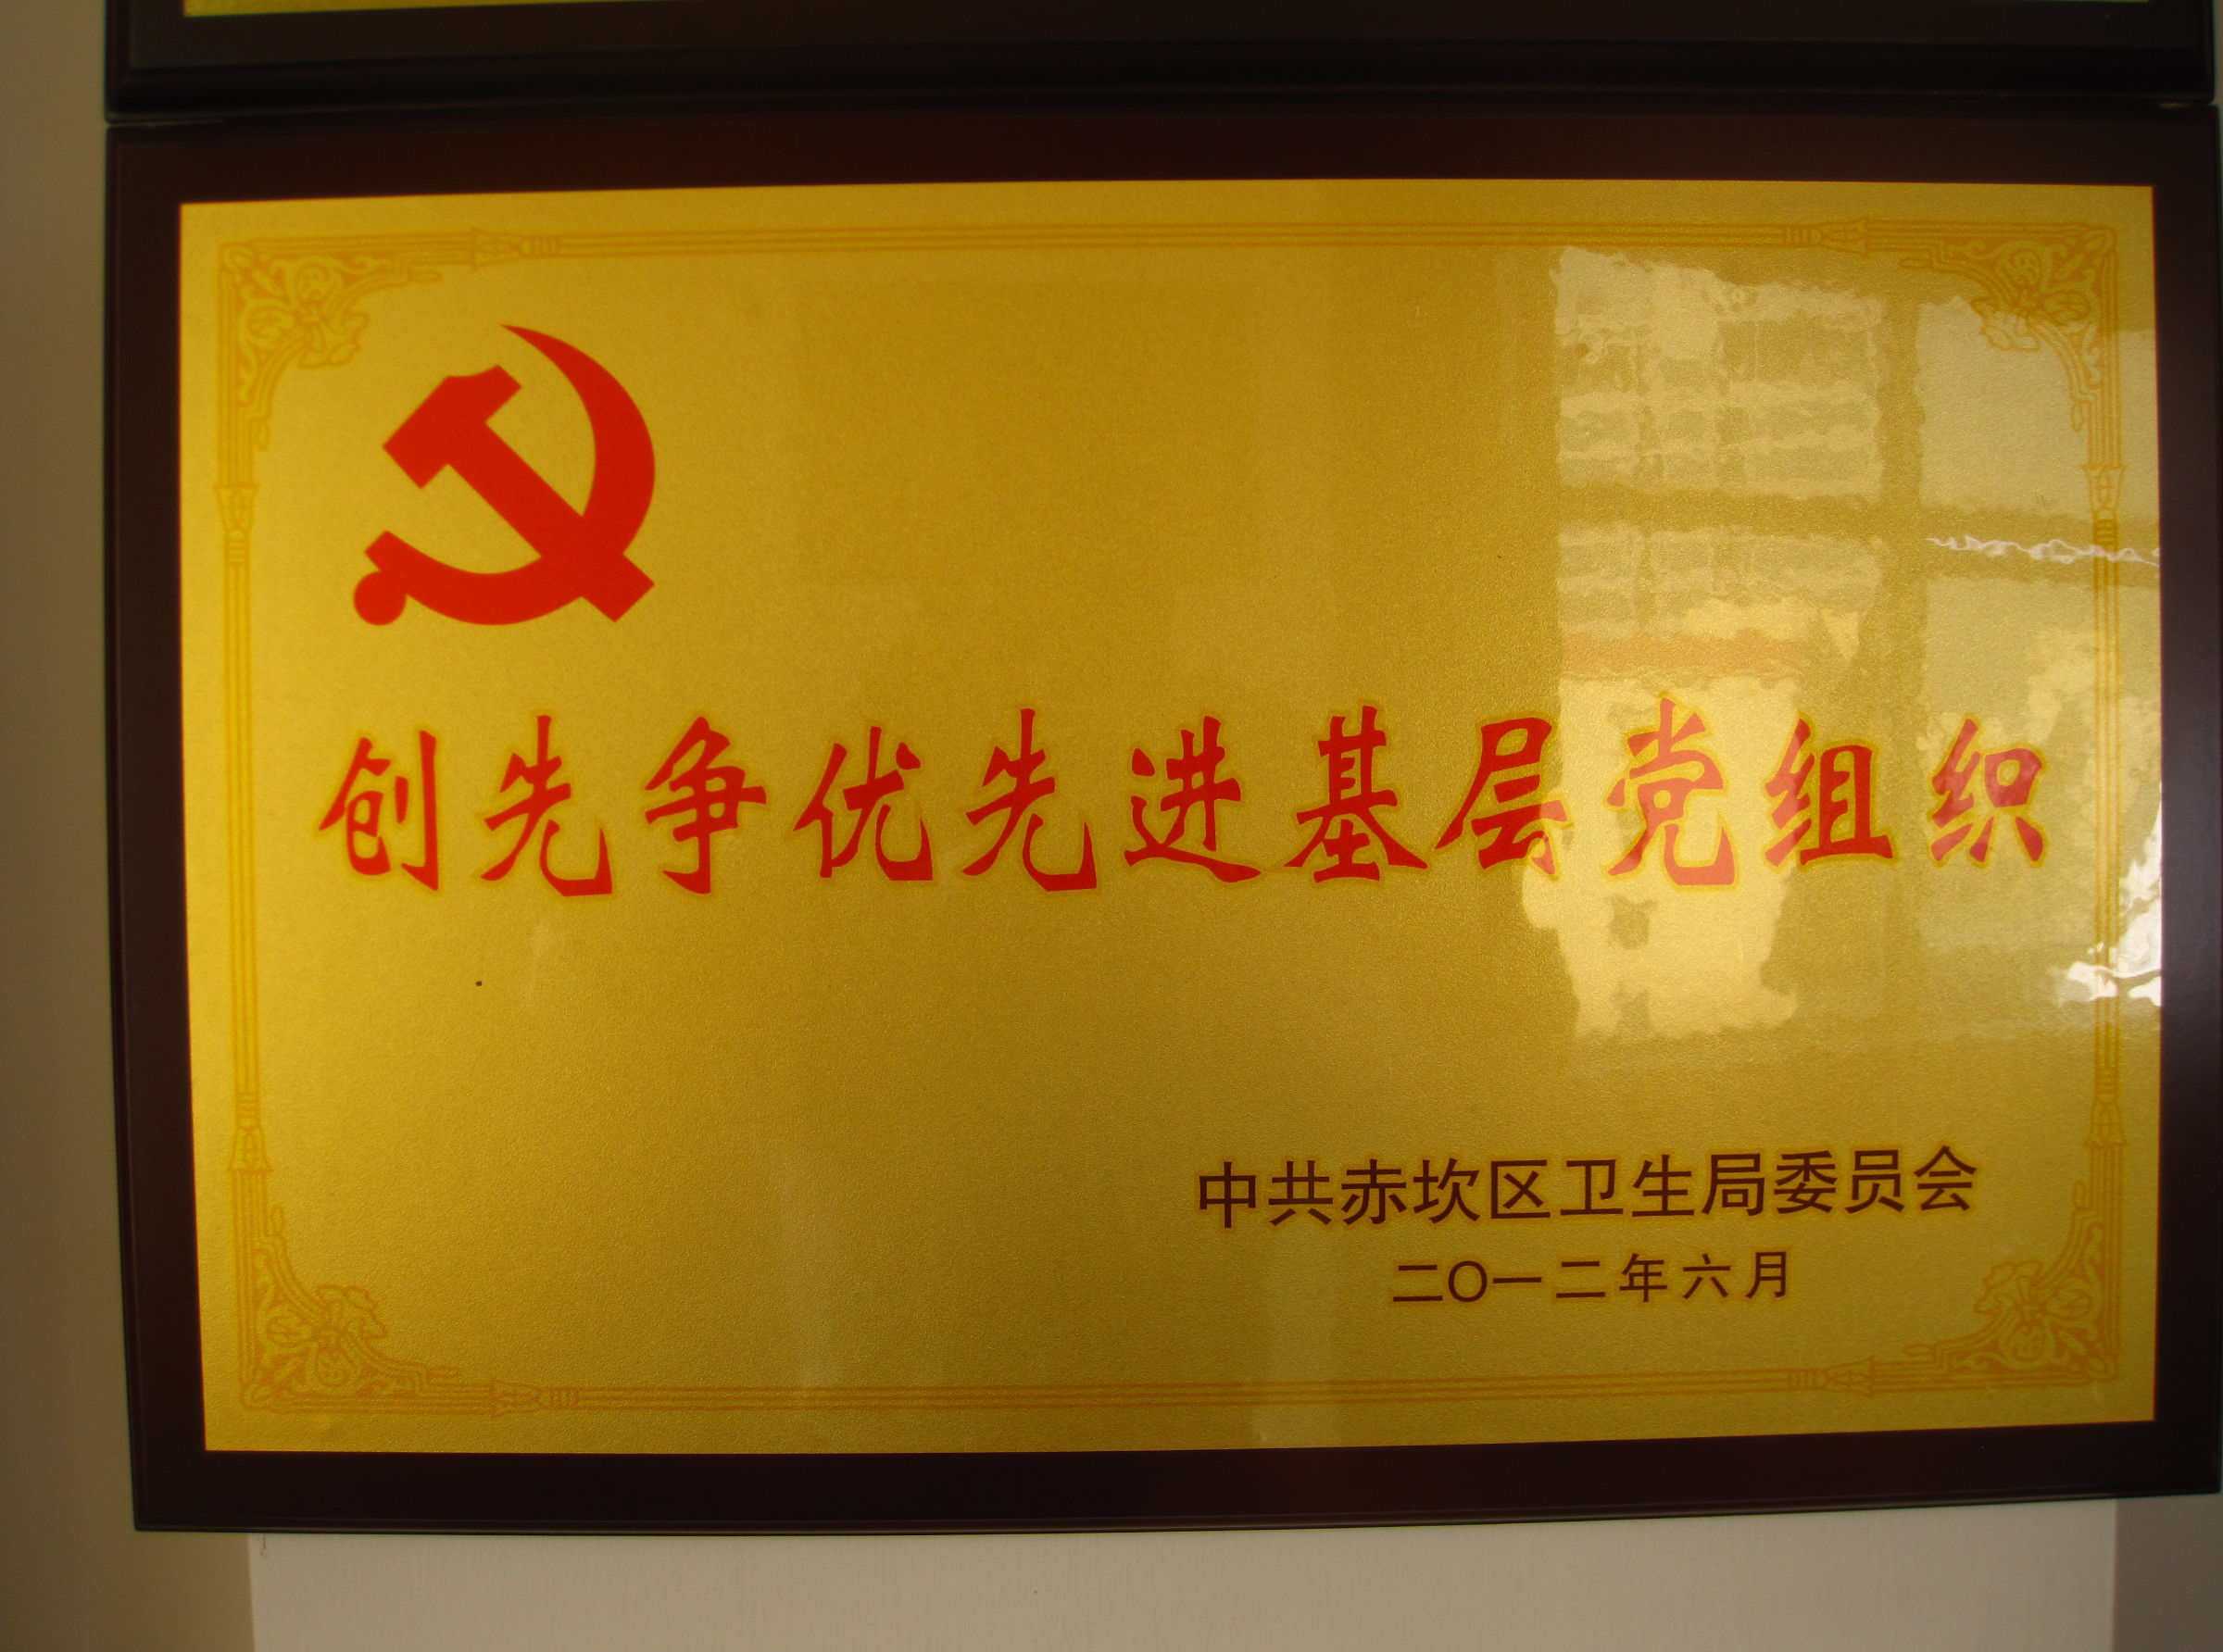 创先争优先进基层党组织
中共赤坎区卫生局委员会
二〇一二年六月